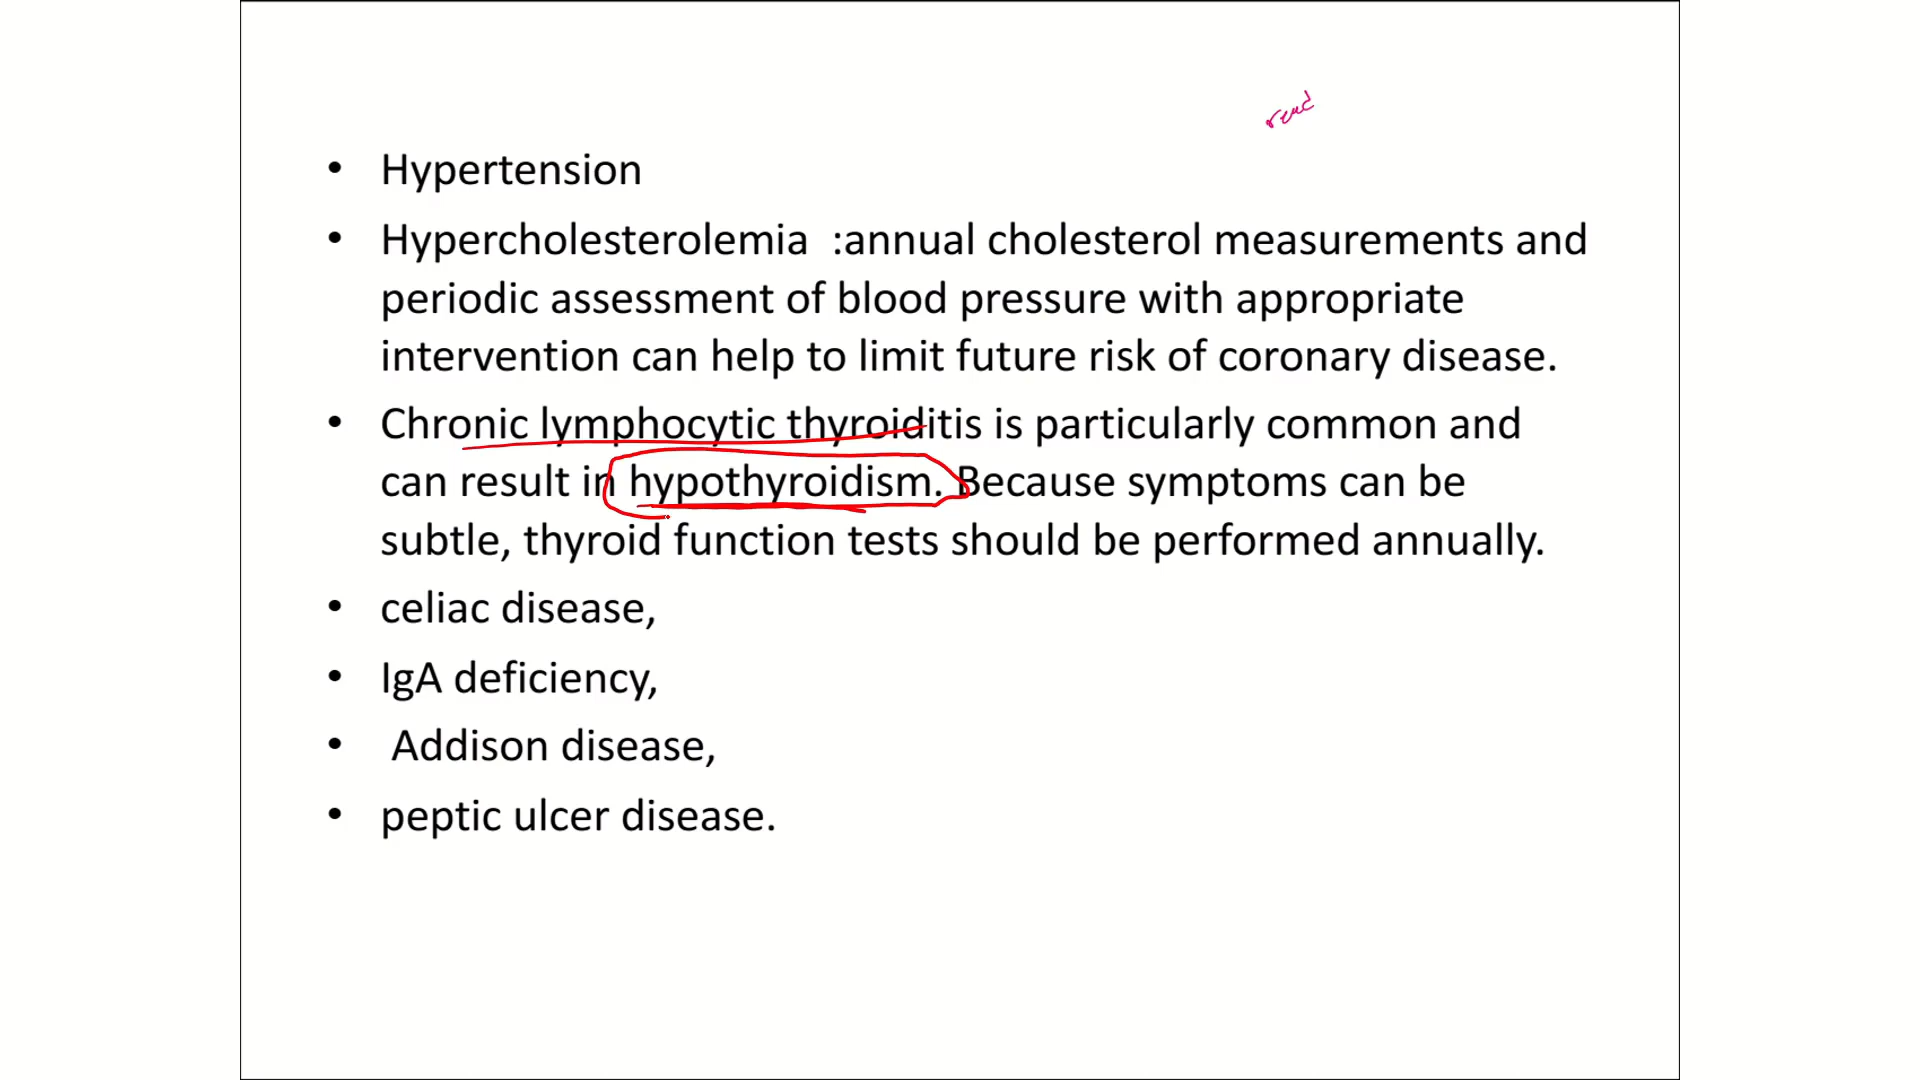 read
• Hypertension
• Hypercholesterolemia  :annual cholesterol measurements and
periodic assessment of blood pressure with appropriate
intervention can help to limit future risk of coronary disease.
• Chronic lymphocytic thyroiditis is particularly common and
can result in hypothyroidism. Because symptoms can be
subtle, thyroid function tests should be performed annually.
• celiac disease,
• IgA deficiency,
•  Addison disease,
• peptic ulcer disease.